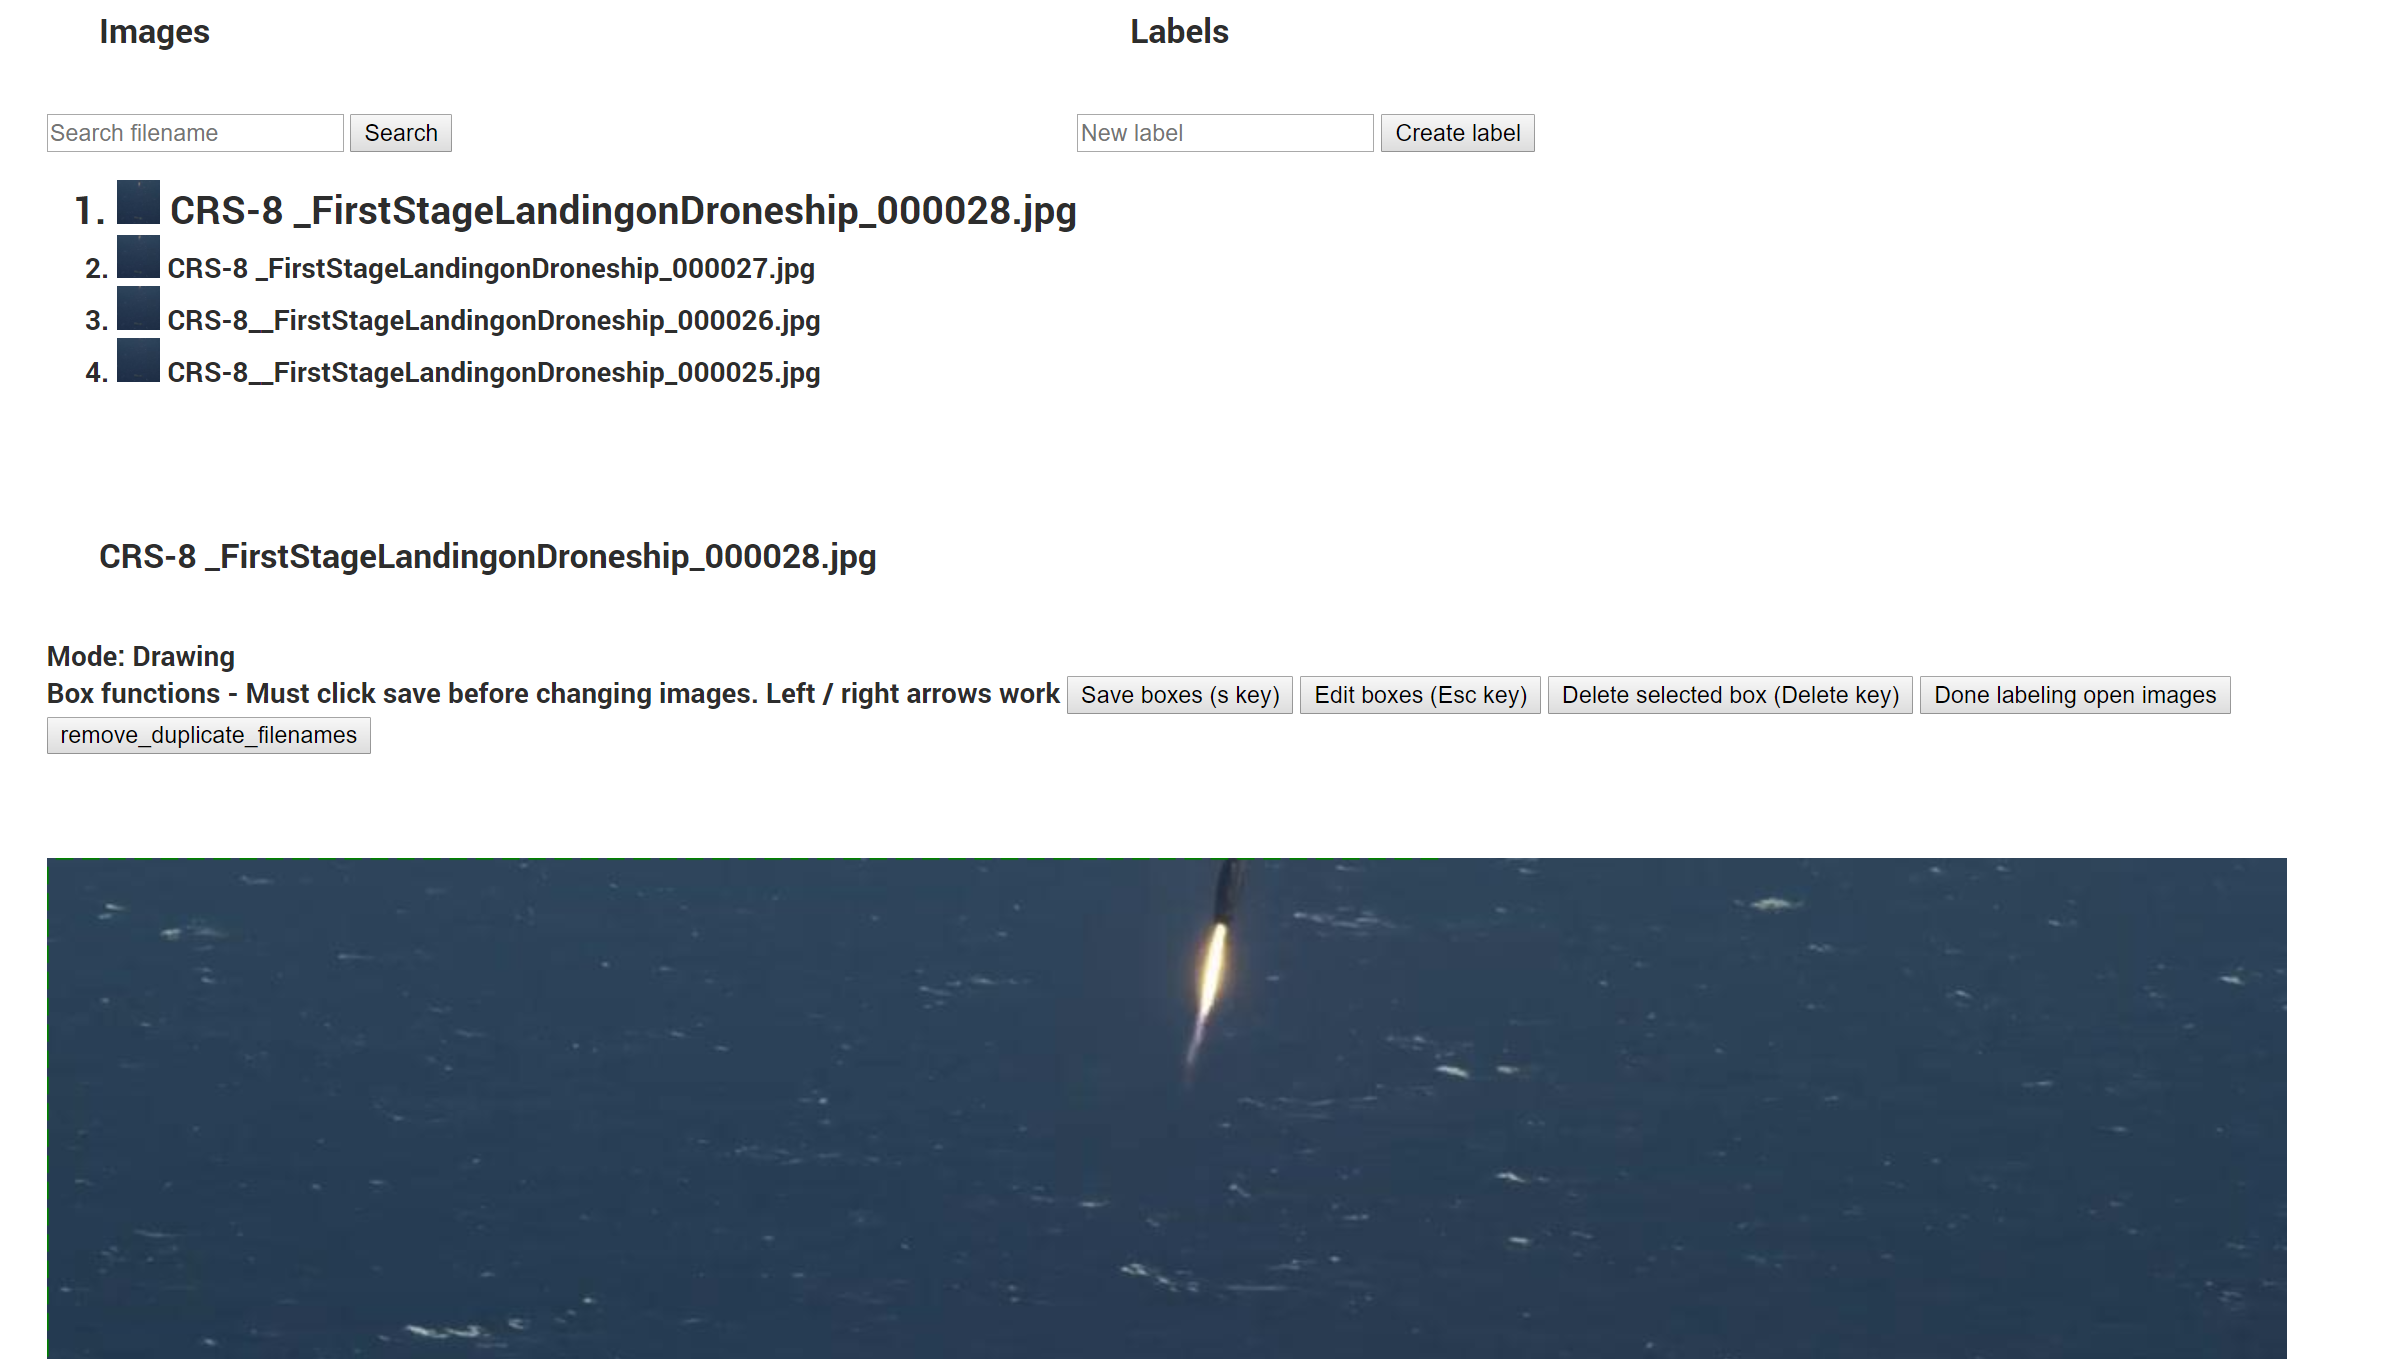 Images
Labels
Search filename Search
New label Create label
1. CRS-8 _FirstStageLandingonDroneship_000028.jpg
2. CRS-8 _FirstStageLandingonDroneship_000027.jpg
3. CRS-8__FirstStageLandingonDroneship_000026.jpg
4. CRS-8__FirstStageLandingonDroneship_000025.jpg
CRS-8 _FirstStageLandingonDroneship_000028.jpg
Mode: Drawing
Box functions - Must click save before changing images. Left / right arrows work Save boxes (s key) Edit boxes (Esc key) Delete selected box (Delete key) Done labeling open images
remove_duplicate_filenames